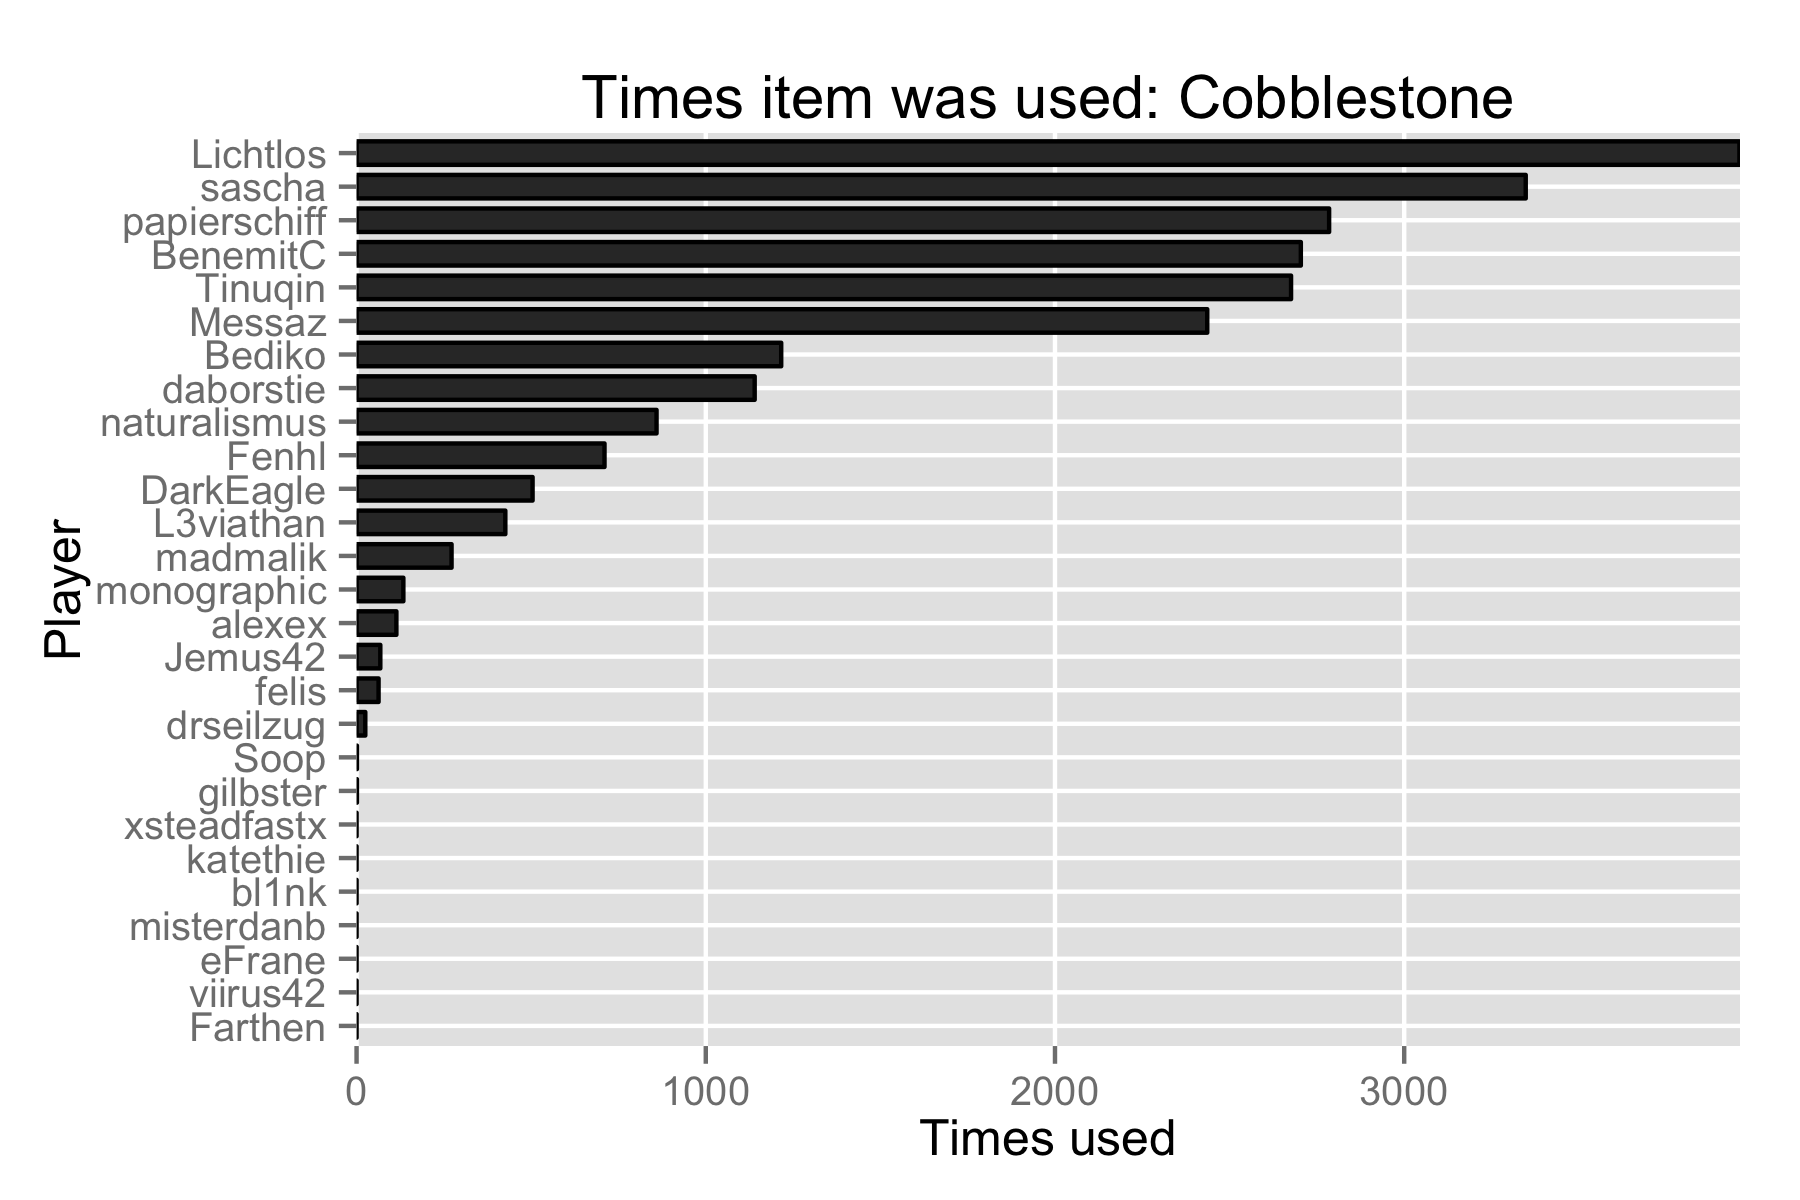 Times item was used: Cobblestone
Lichtlos
sascha
papierschiff
BenemitC
Tinuqin
Messaz
Bediko
daborstie
naturalismus
Fenhl
DarkEagle
L3viathan
madmalik
monographic
alexex
Jemus42
felis
drseilzug
Soop
gilbster
xsteadfastx
katethie
bl1nk
misterdanb
eFrane
viirus42
Farthen
Player
0 1000 2000 3000
Times used